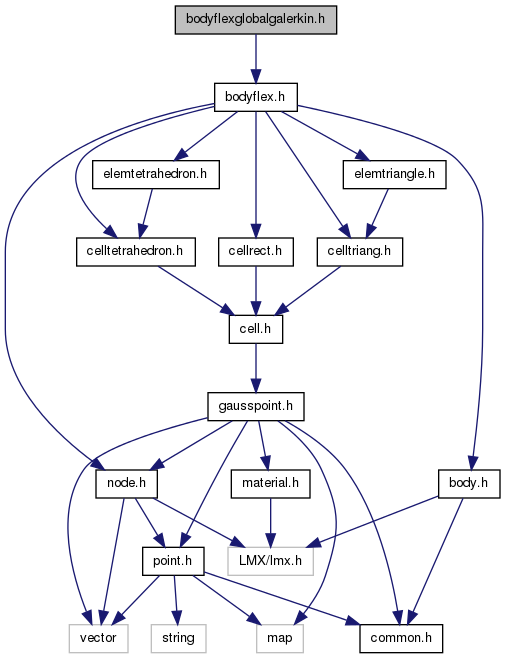 bodyflexglobalgalerkin.h
bodyflex.h
elemtetrahedron.h
elemtriangle.h
celltetrahedron.h
cellrect.h
celltriang.h
cell.h
gausspoint.h
node.h
material.h
body.h
point.h
LMX/lmx.h
vector
string
map
common.h